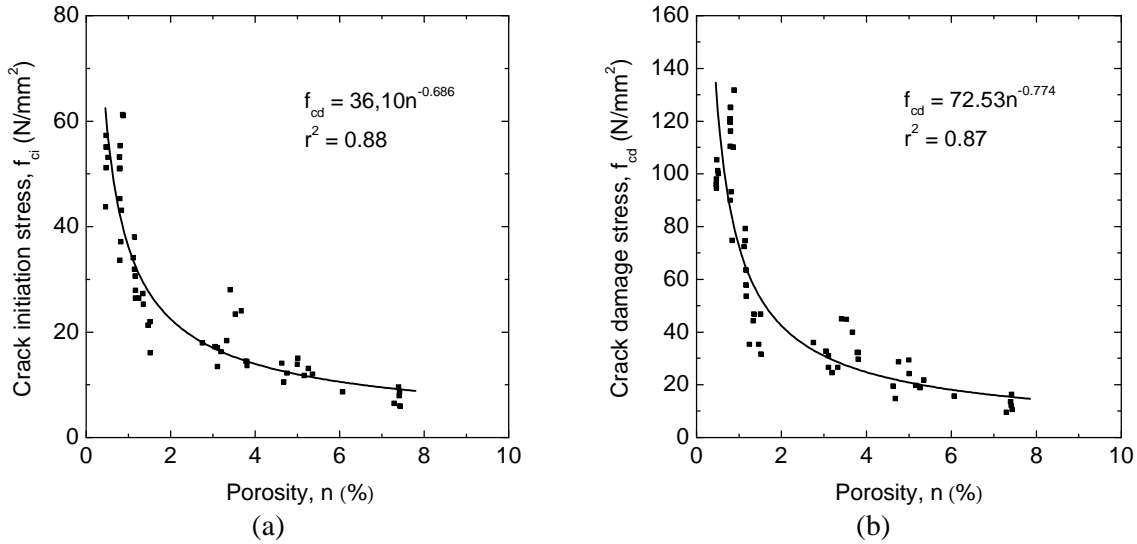 80
60
40
20
0
0 2 4 6 8 10
Crack initiation stress, f_ci (N/mm²)
Porosity, n (%)
f_cd = 36,10n^-0.686
r² = 0.88
(a)
160
140
120
100
80
60
40
20
0
0 2 4 6 8 10
Crack damage stress, f_cd (N/mm²)
Porosity, n (%)
f_cd = 72.53n^-0.774
r² = 0.87
(b)